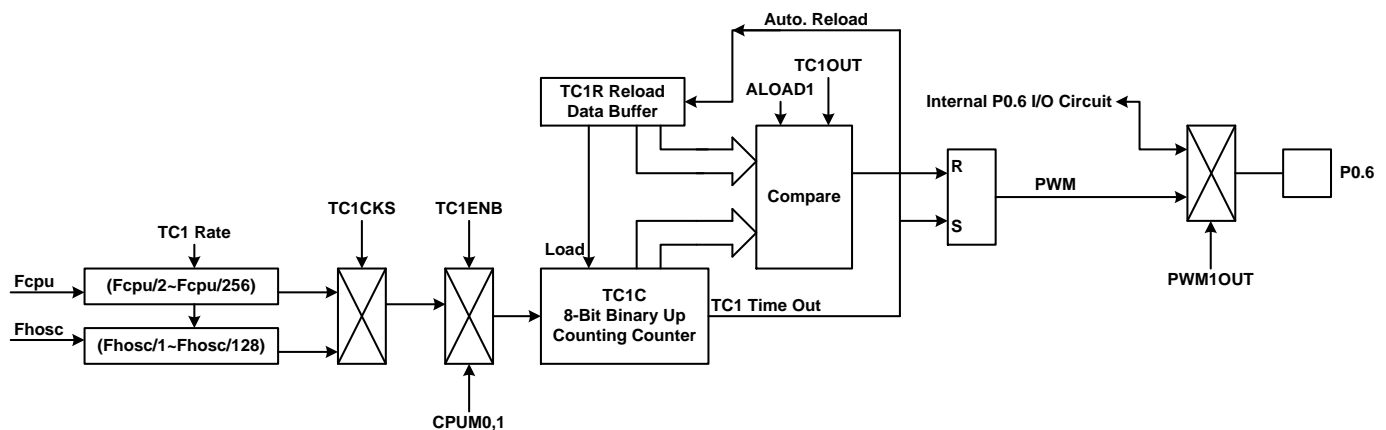 Auto. Reload
TC1OUT
ALOAD1
TC1R Reload
Data Buffer
Internal P0.6 I/O Circuit
R
PWM
P0.6
Compare
S
TC1CKS
TC1ENB
TC1 Rate
Load
Fcpu
(Fcpu/2~Fcpu/256)
TC1C
8-Bit Binary Up
Counting Counter
TC1 Time Out
PWM1OUT
Fhosc
(Fhosc/1~Fhosc/128)
CPUM0,1